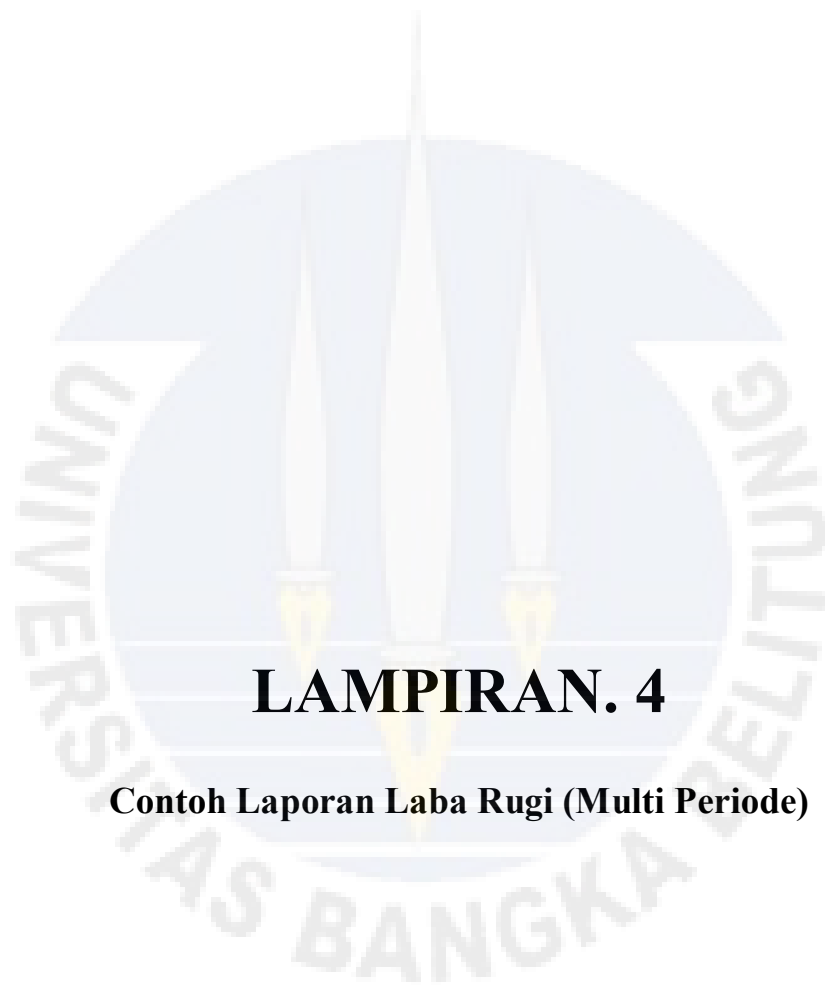 UNIVERSITAS BANGKA BELITUNG
LAMPIRAN. 4
Contoh Laporan Laba Rugi (Multi Periode)